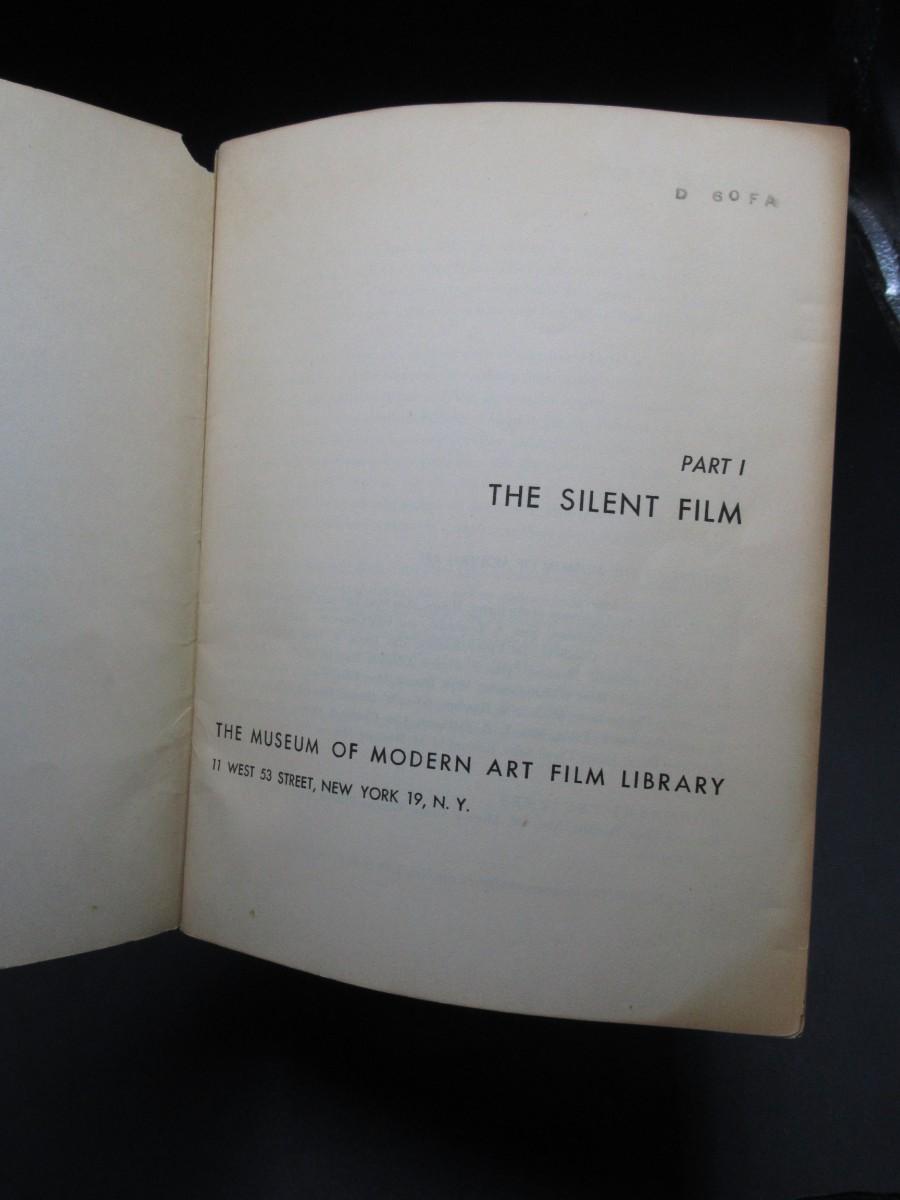 D 60FA
PART I
THE SILENT FILM
THE MUSEUM OF MODERN ART FILM LIBRARY
11 WEST 53 STREET, NEW YORK 19, N. Y.